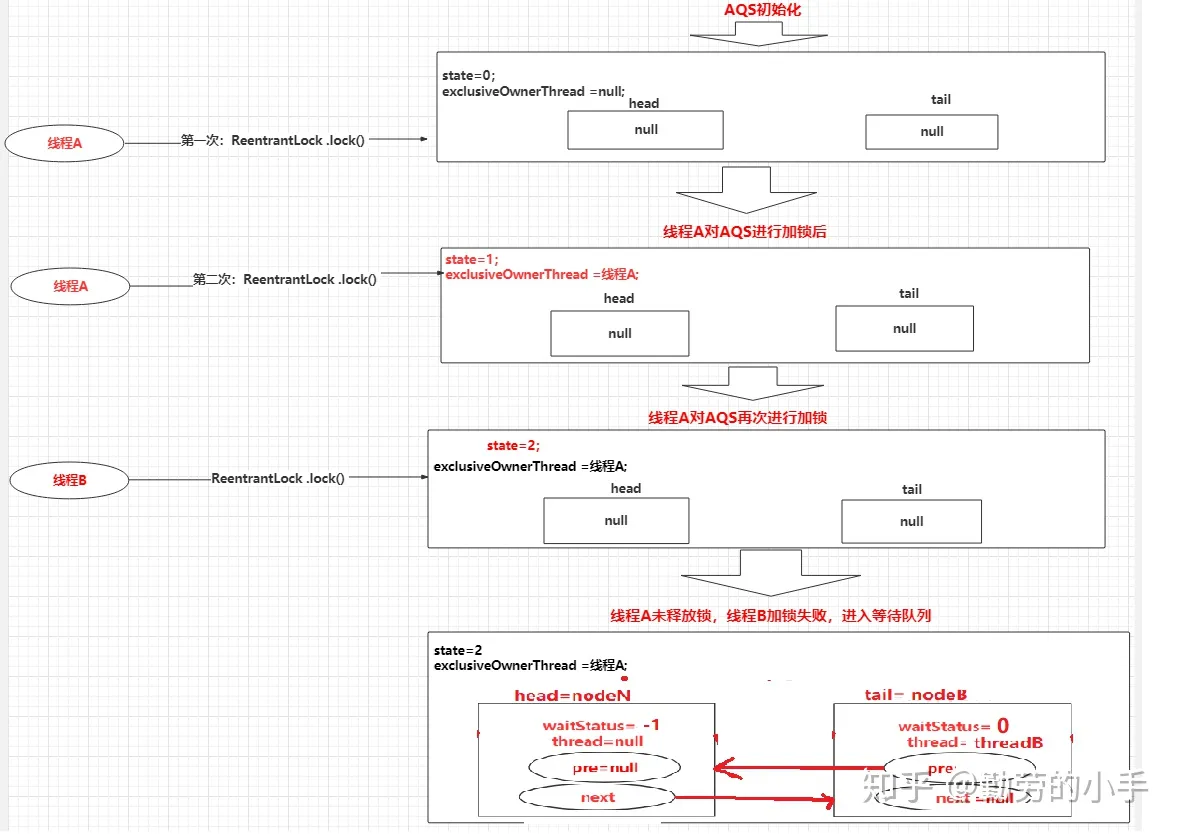 AQS初始化
state=0;
exclusiveOwnerThread =null;
head
tail
null
null
线程A
第一次: ReentrantLock .lock()
线程A对AQS进行加锁后
state=1;
exclusiveOwnerThread =线程A;
线程A
第二次: ReentrantLock .lock()
head
tail
null
null
线程A对AQS再次进行加锁
state=2;
exclusiveOwnerThread =线程A;
线程B
ReentrantLock .lock()
head
tail
null
null
线程A未释放锁，线程B加锁失败，进入等待队列
state=2
exclusiveOwnerThread =线程A;
head=nodeN
tail= nodeB
waitStatus= -1
thread=null
waitStatus= 0
thread= threadB
pre=null
pre
next
next =null
知乎 @勤劳的小手